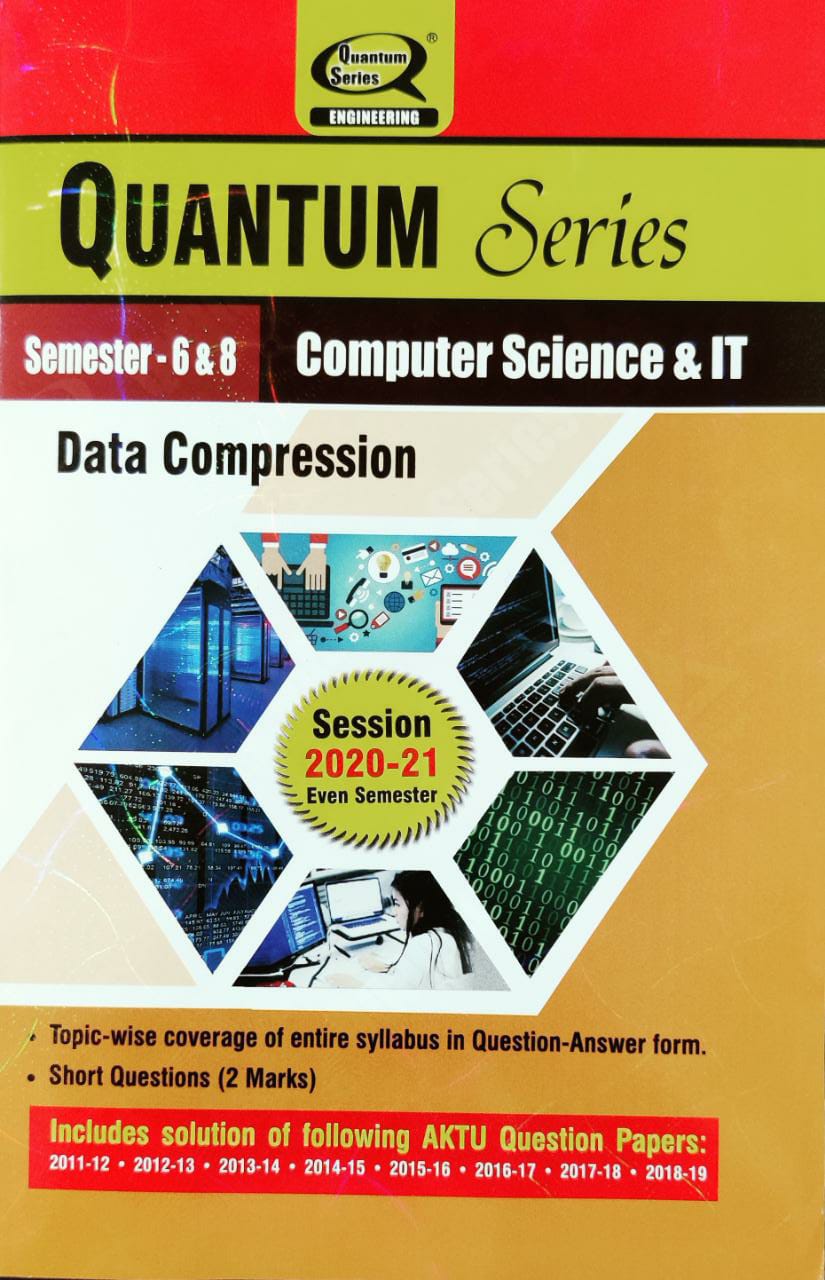 Quantum
Series
®
ENGINEERING
QUANTUM Series
Semester - 6 & 8
Computer Science & IT
Data Compression
Session
2020-21
Even Semester
• Topic-wise coverage of entire syllabus in Question-Answer form.
• Short Questions (2 Marks)
Includes solution of following AKTU Question Papers:
2011-12 • 2012-13 • 2013-14 • 2014-15 • 2015-16 • 2016-17 • 2017-18 • 2018-19